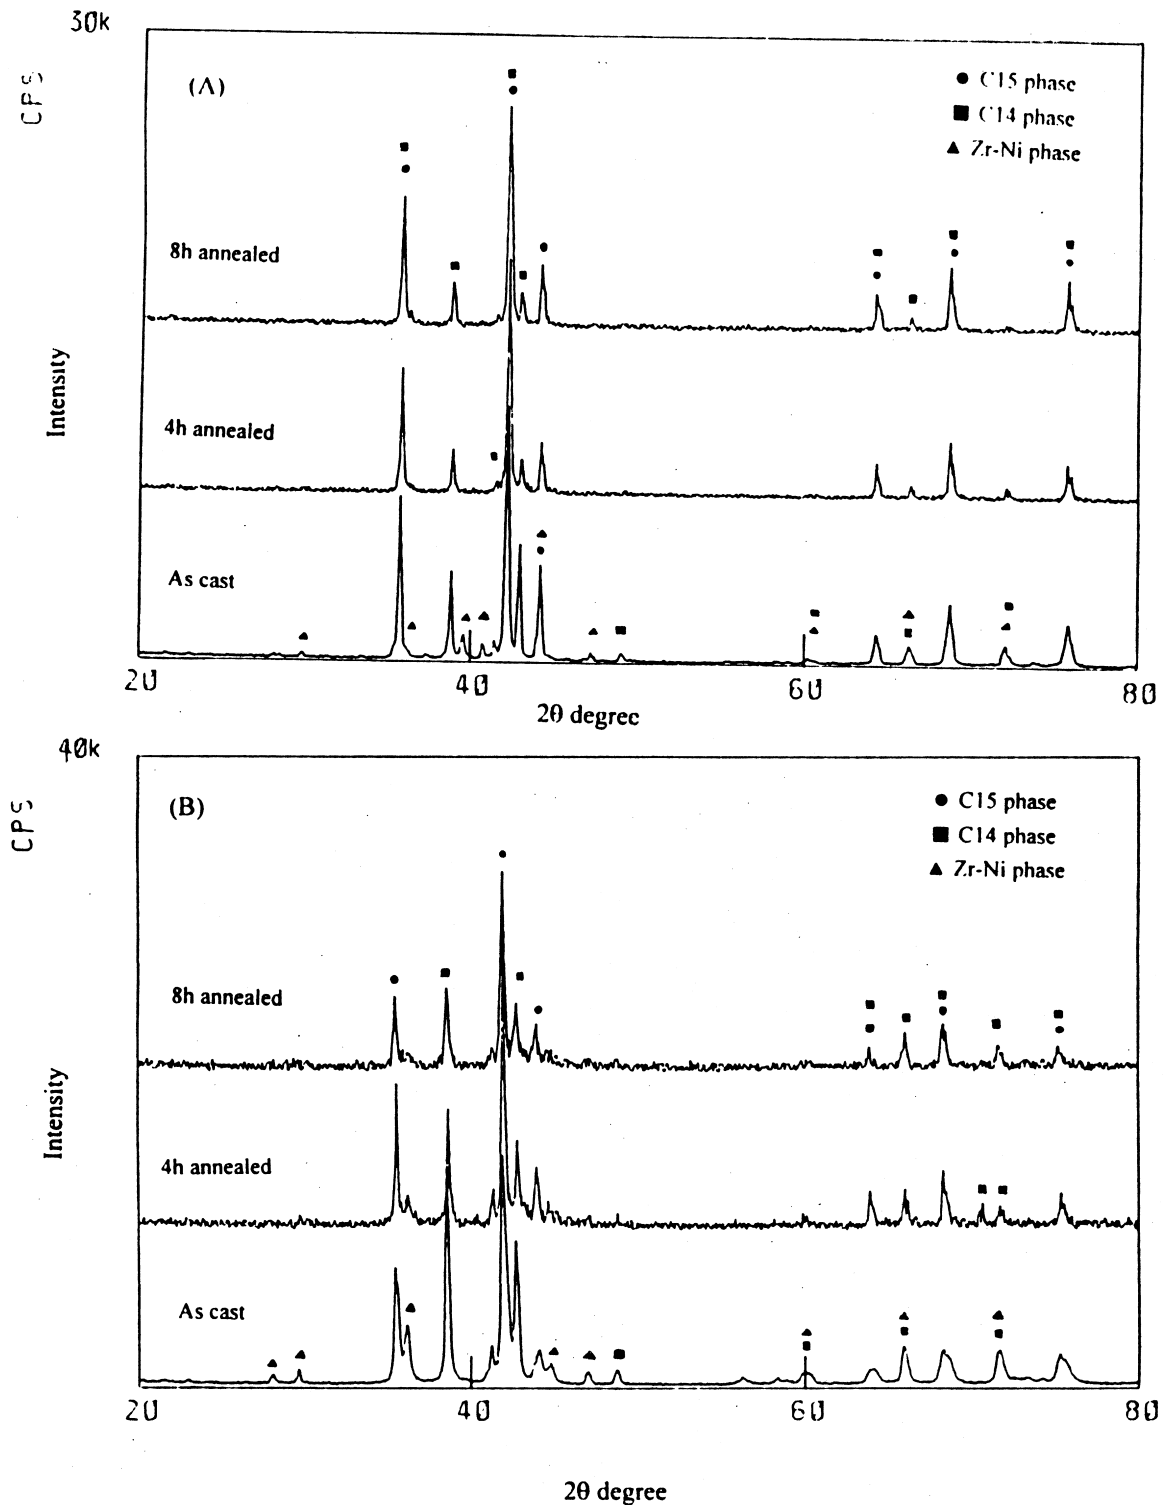 30k
CPS
(A)
C15 phase
C14 phase
Zr-Ni phase
8h annealed
Intensity
4h annealed
As cast
20 40 60 80
2θ degree
40k
CPS
(B)
C15 phase
C14 phase
Zr-Ni phase
8h annealed
Intensity
4h annealed
As cast
20 40 60 80
2θ degree